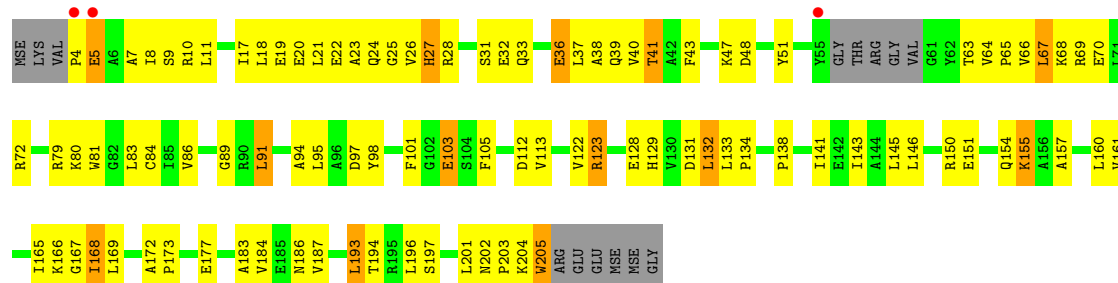 MSE LYS VAL P4 E5 A6 A7 I8 S9 R10 L11 I17 L18 E19 E20 L21 E22 A23 Q24 G25 V26 H27 R28 S31 E32 Q33 E36 L37 A38 Q39 V40 T41 A42 F43 K47 D48 Y51 Y55 GLY THR ARG GLY VAL G61 Y62 T63 V64 P65 V66 L67 K68 R69 E70 L71
R72 R79 K80 W81 G82 L83 C84 I85 V86 G89 R90 L91 A94 L95 A96 D97 Y98 F101 G102 E103 S104 F105 D112 V113 V122 R123 E128 H129 V130 D131 L132 L133 P134 P138 I141 E142 I143 A144 L145 L146 R150 E151 Q154 K155 A156 A157 L160 V161
I165 K166 G167 I168 L169 A172 P173 E177 A183 V184 E185 N186 V187 L193 T194 R195 L196 S197 L201 N202 P203 K204 W205 ARG GLU GLU MSE MSE GLY